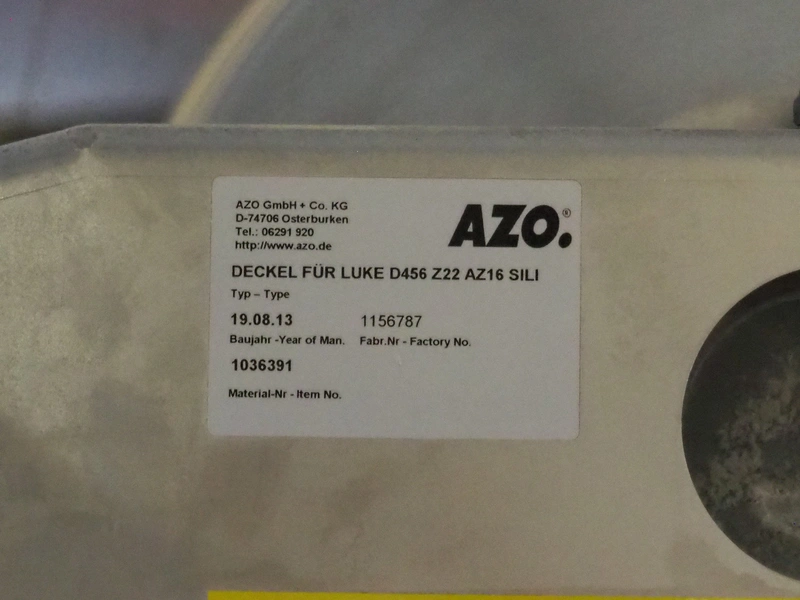 AZO GmbH + Co. KG
D-74706 Osterburken
Tel.: 06291 920
http://www.azo.de
AZO.®
DECKEL FÜR LUKE D456 Z22 AZ16 SILI
Typ – Type
19.08.13 1156787
Baujahr -Year of Man. Fabr.Nr - Factory No.
1036391
Material-Nr - Item No.